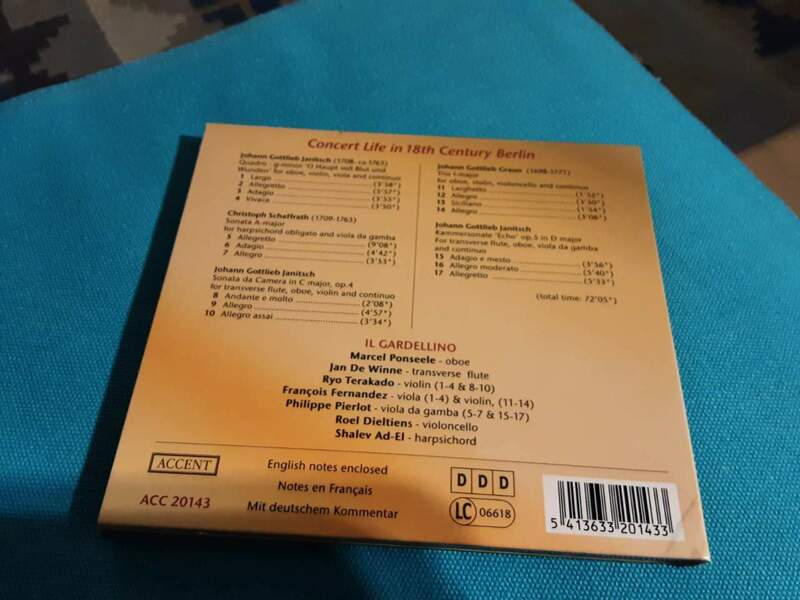 Concert Life in 18th Century Berlin
Johann Gottlieb Janitsch (1708- ca.1763)
Quadro - g-minor 'O Haupt voll Blut und
Wunden' for oboe, violin, viola and continuo
1 Largo (3'58")
2 Allegretto (3'57")
3 Adagio (3'55")
4 Vivace (3'50")
Christoph Schaffrath (1709-1763)
Sonata A-major
for harpsichord obligato and viola da gamba
5 Allegretto (9'08")
6 Adagio (4'42")
7 Allegro (3'53")
Johann Gottlieb Janitsch
Sonata da Camera in C major, op.4
for transverse flute, oboe, violin and continuo
8 Andante e molto (2'08")
9 Allegro (4'57")
10 Allegro assai (3'34")
Johann Gottlieb Graun (1698-1771)
Trio f-major
for oboe, violin, violoncello and continuo
11 Larghetto (1'52")
12 Allegro (3'50")
13 Siciliano (1'54")
14 Allegro (3'08")
Johann Gottlieb Janitsch
Kammersonate 'Echo' op.5 in D major
For transverse flute, oboe, viola da gamba
and continuo
15 Adagio e mesto (3'56")
16 Allegro moderato (5'40")
17 Allegretto (5'33")
(total time: 72'05")
IL GARDELLINO
Marcel Ponseele - oboe
Jan De Winne - transverse flute
Ryo Terakado - violin (1-4 & 8-10)
François Fernandez - viola (1-4) & violin, (11-14)
Philippe Pierlot - viola da gamba (5-7 & 15-17)
Roel Dieltiens - violoncello
Shalev Ad-El - harpsichord
ACCENT
ACC 20143
English notes enclosed
Notes en Français
Mit deutschem Kommentar
D D D
LC 06618
5 413633 201433